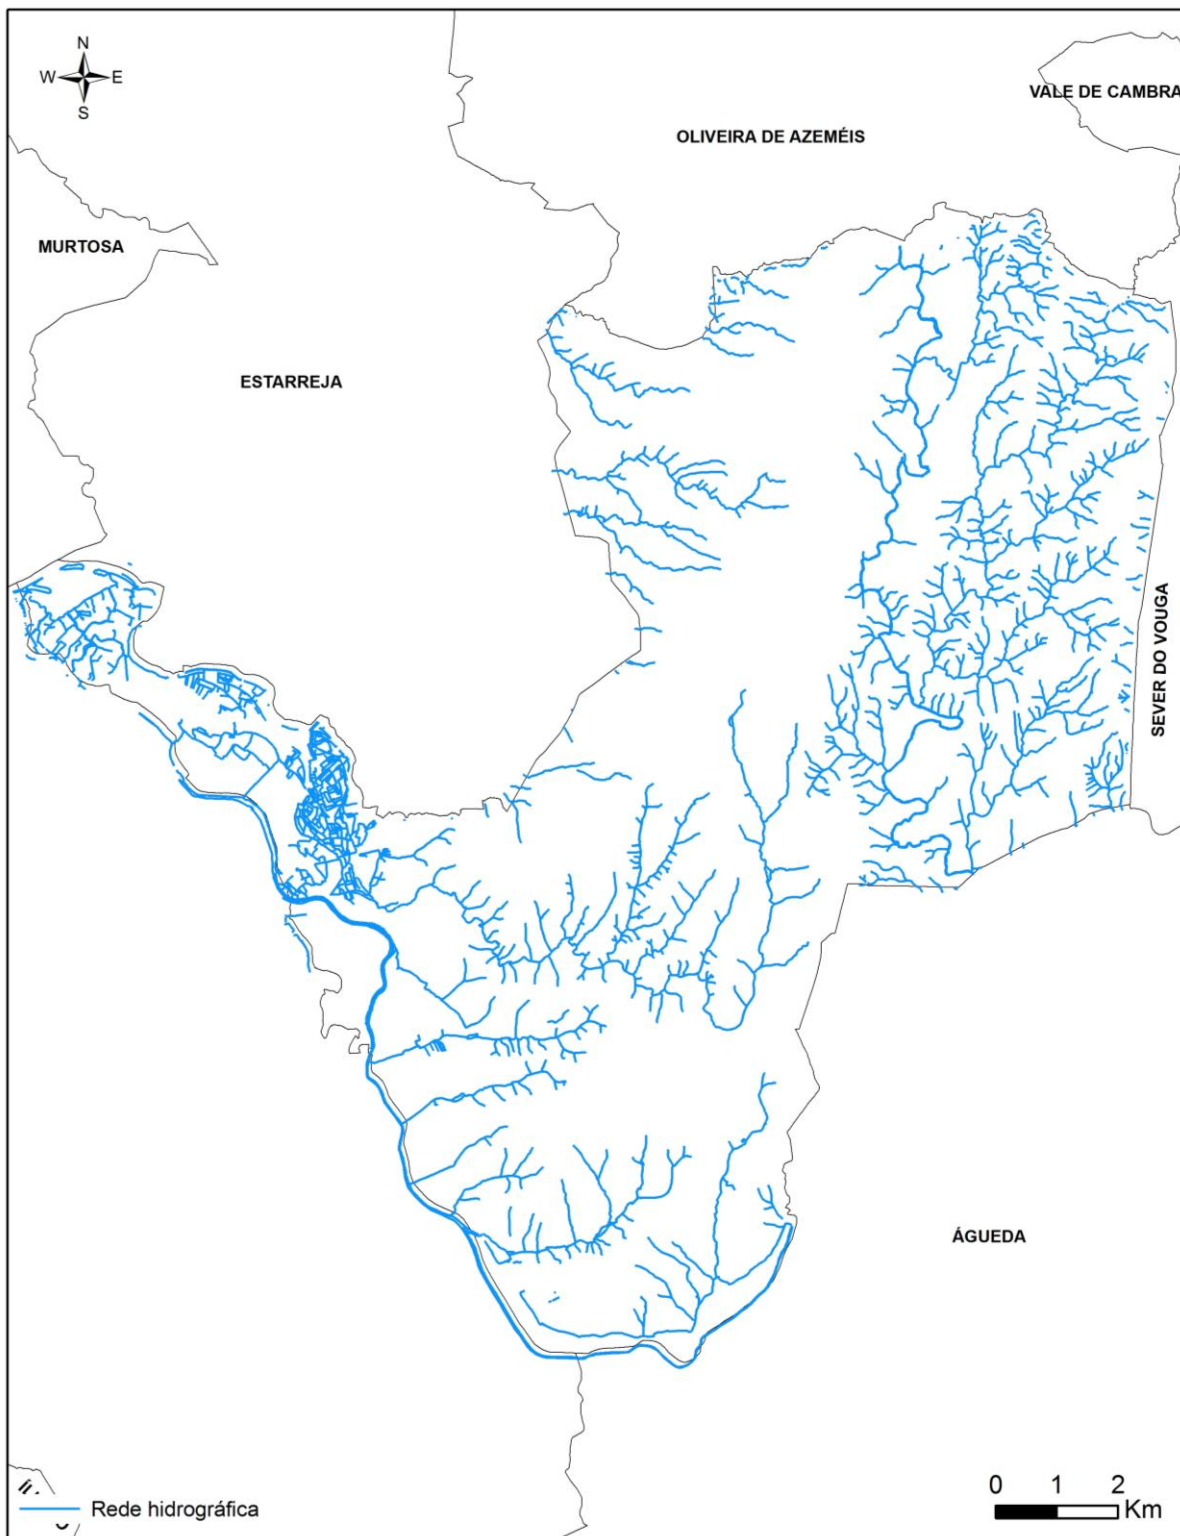 N
W E
S
VALE DE CAMBRA
OLIVEIRA DE AZEMÉIS
MURTOSA
ESTARREJA
SEVER DO VOUGA
ÁGUEDA
0 1 2
Km
Rede hidrográfica